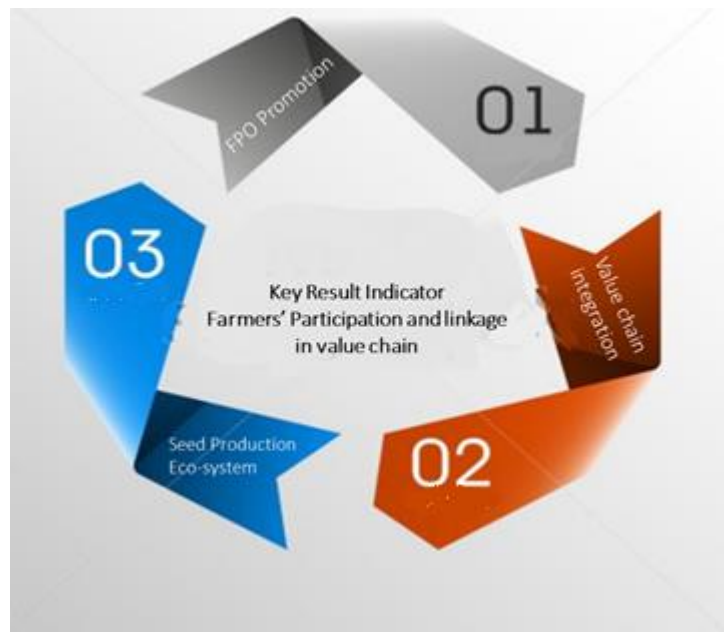 FPO Promotion
01
Value chain
integration
02
03
Seed Production
Eco-system
Key Result Indicator
Farmers' Participation and linkage
in value chain